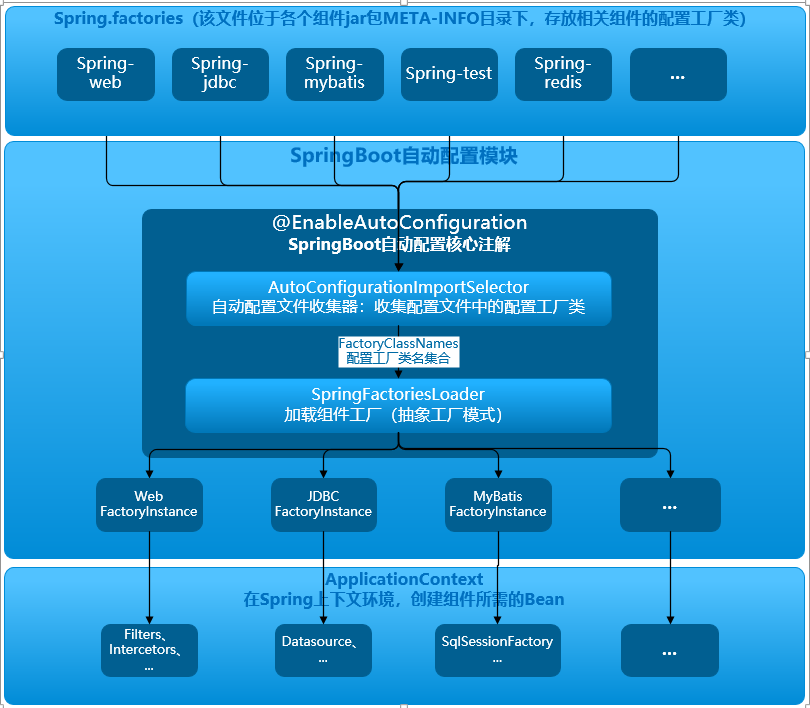 Spring.factories（该文件位于各个组件jar包META-INFO目录下，存放相关组件的配置工厂类）
Spring-
web
Spring-
jdbc
Spring-
mybatis
Spring-test
Spring-
redis
...
SpringBoot自动配置模块
@EnableAutoConfiguration
SpringBoot自动配置核心注解
AutoConfigurationImportSelector
自动配置文件收集器：收集配置文件中的配置工厂类
FactoryClassNames
配置工厂类名集合
SpringFactoriesLoader
加载组件工厂（抽象工厂模式）
Web
FactoryInstance
JDBC
FactoryInstance
MyBatis
FactoryInstance
...
ApplicationContext
在Spring上下文环境，创建组件所需的Bean
Filters、
Intercetors、
...
Datasource、
...
SqlSessionFactory
...
...